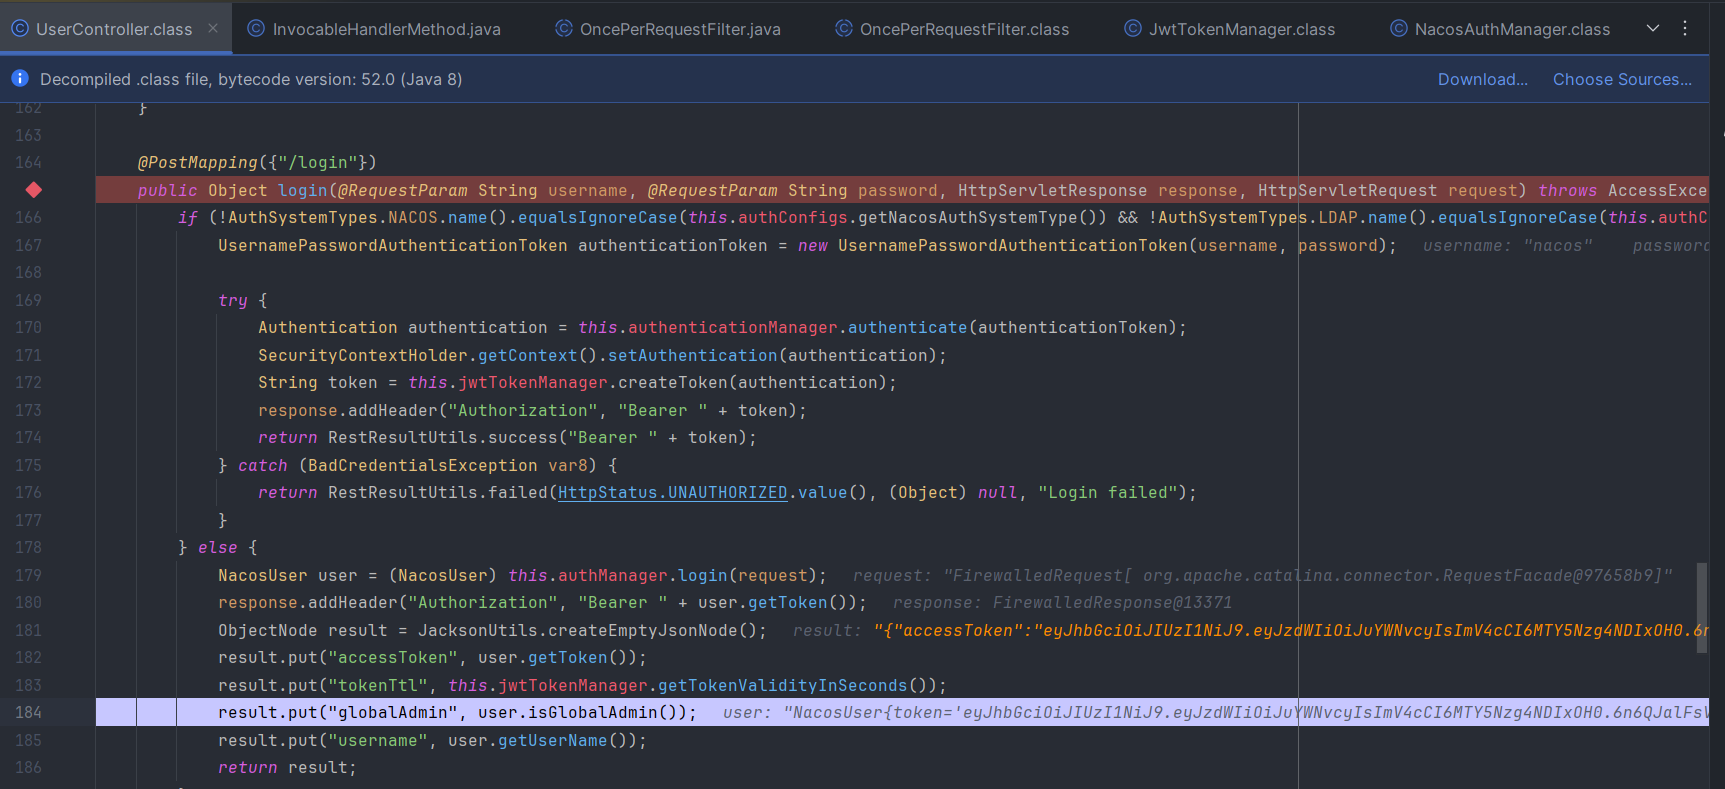 UserController.class InvocableHandlerMethod.java OncePerRequestFilter.java OncePerRequestFilter.class JwtTokenManager.class NacosAuthManager.class
Decompiled .class file, bytecode version: 52.0 (Java 8) Download... Choose Sources...
162 }
163
164 @PostMapping({"/login"})
public Object login(@RequestParam String username, @RequestParam String password, HttpServletResponse response, HttpServletRequest request) throws AccessExce
166 if (!AuthSystemTypes.NACOS.name().equalsIgnoreCase(this.authConfigs.getNacosAuthSystemType()) && !AuthSystemTypes.LDAP.name().equalsIgnoreCase(this.authC
167 UsernamePasswordAuthenticationToken authenticationToken = new UsernamePasswordAuthenticationToken(username, password); username: "nacos" password
168
169 try {
170 Authentication authentication = this.authenticationManager.authenticate(authenticationToken);
171 SecurityContextHolder.getContext().setAuthentication(authentication);
172 String token = this.jwtTokenManager.createToken(authentication);
173 response.addHeader("Authorization", "Bearer " + token);
174 return RestResultUtils.success("Bearer " + token);
175 } catch (BadCredentialsException var8) {
176 return RestResultUtils.failed(HttpStatus.UNAUTHORIZED.value(), (Object) null, "Login failed");
177 }
178 } else {
179 NacosUser user = (NacosUser) this.authManager.login(request); request: "FirewalledRequest[ org.apache.catalina.connector.RequestFacade@97658b9]"
180 response.addHeader("Authorization", "Bearer " + user.getToken()); response: FirewalledResponse@13371
181 ObjectNode result = JacksonUtils.createEmptyJsonNode(); result: "{"accessToken":"eyJhbGciOiJIUzI1NiJ9.eyJzdWIiOiJuYWNvcyIsImV4cCI6MTY5Nzg4NDIxOH0.6n
182 result.put("accessToken", user.getToken());
183 result.put("tokenTtl", this.jwtTokenManager.getTokenValidityInSeconds());
184 result.put("globalAdmin", user.isGlobalAdmin()); user: "NacosUser{token='eyJhbGciOiJIUzI1NiJ9.eyJzdWIiOiJuYWNvcyIsImV4cCI6MTY5Nzg4NDIxOH0.6n6QJalFsV
185 result.put("username", user.getUserName());
186 return result;